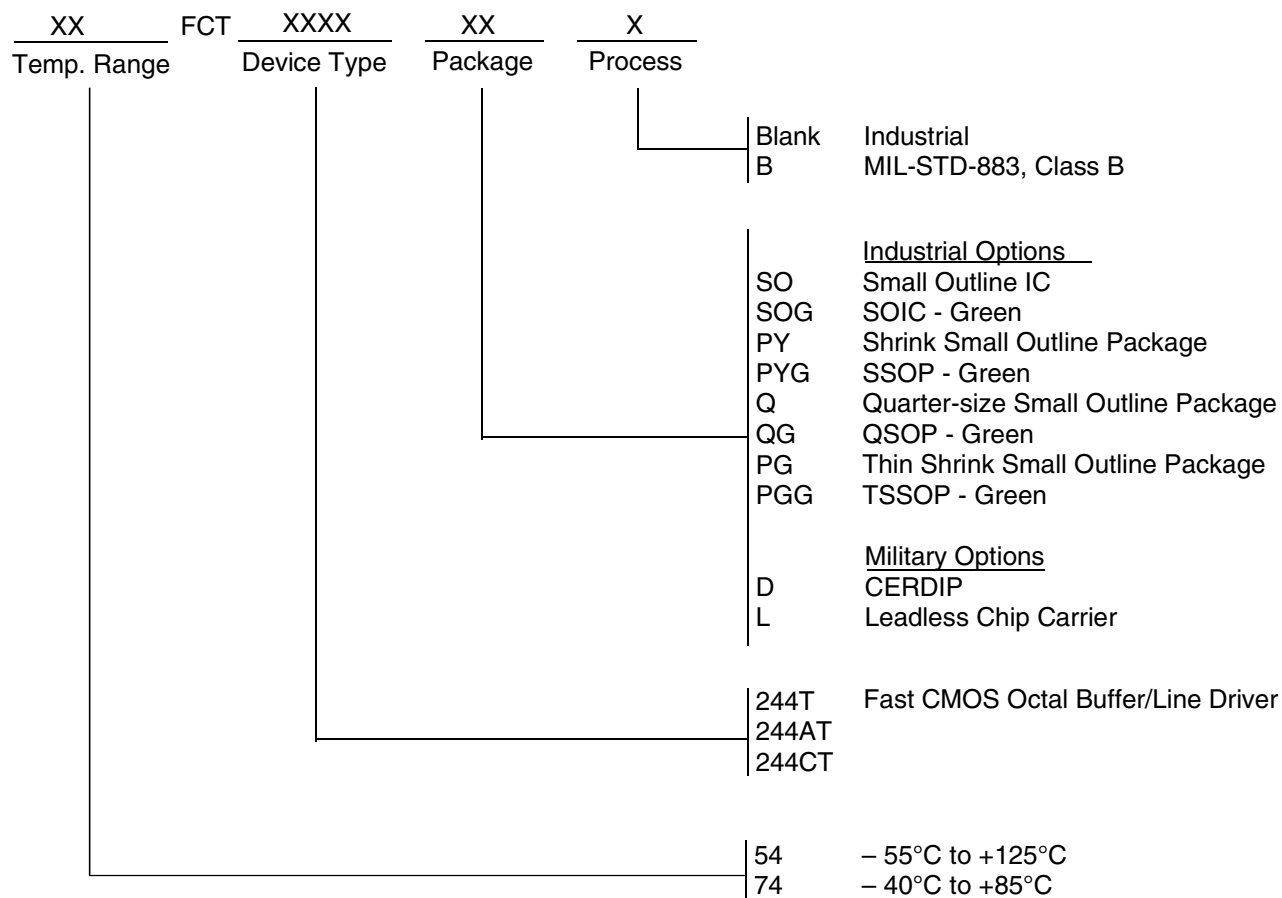 XX FCT XXXX XX X
Temp. Range Device Type Package Process
Blank Industrial
B MIL-STD-883, Class B
Industrial Options
SO Small Outline IC
SOG SOIC - Green
PY Shrink Small Outline Package
PYG SSOP - Green
Q Quarter-size Small Outline Package
QG QSOP - Green
PG Thin Shrink Small Outline Package
PGG TSSOP - Green
Military Options
D CERDIP
L Leadless Chip Carrier
244T Fast CMOS Octal Buffer/Line Driver
244AT
244CT
54 – 55°C to +125°C
74 – 40°C to +85°C